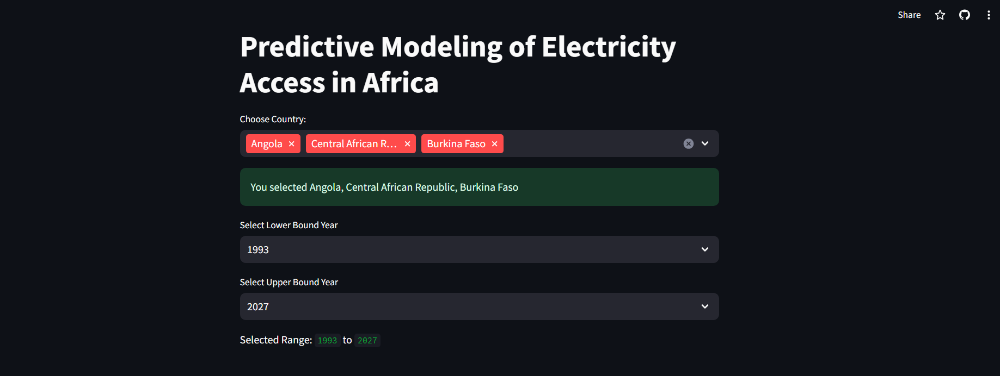 Share
Predictive Modeling of Electricity
Access in Africa
Choose Country:
Angola Central African R... Burkina Faso
You selected Angola, Central African Republic, Burkina Faso
Select Lower Bound Year
1993
Select Upper Bound Year
2027
Selected Range: 1993 to 2027